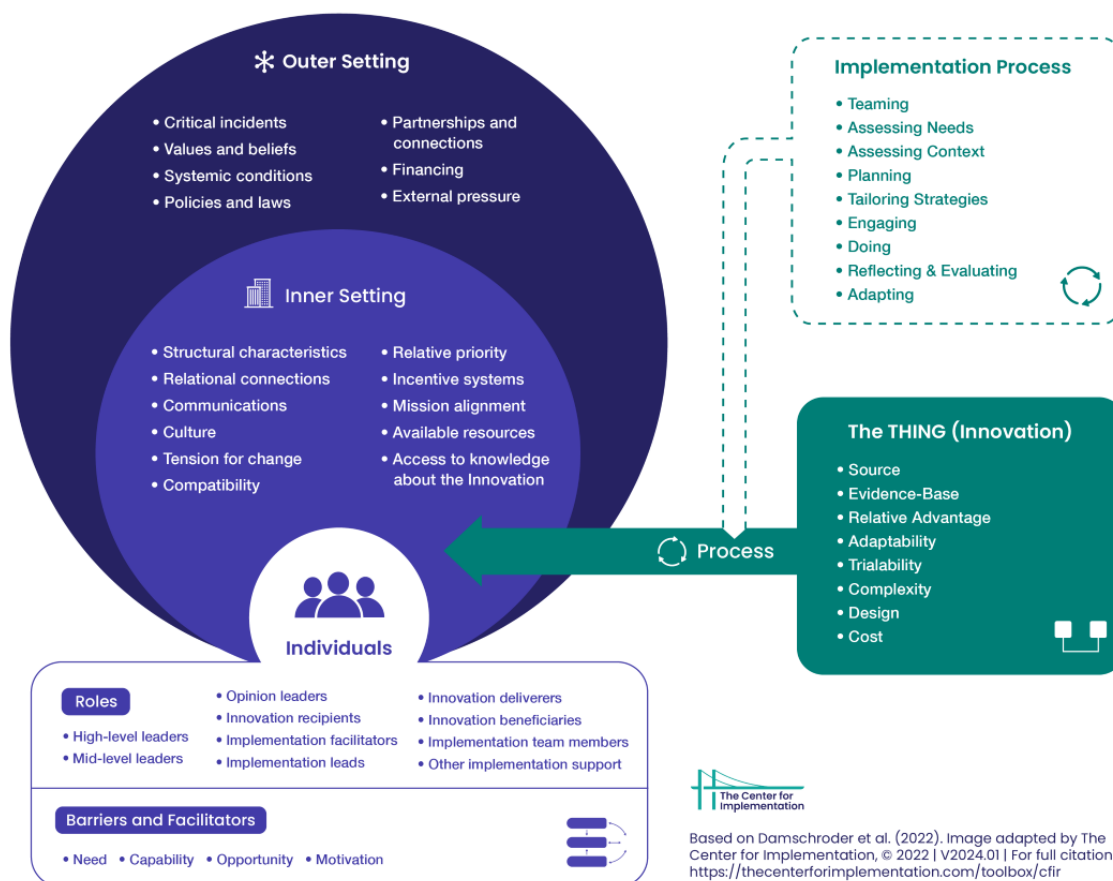 Outer Setting
• Critical incidents
• Values and beliefs
• Systemic conditions
• Policies and laws
• Partnerships and
connections
• Financing
• External pressure
Inner Setting
• Structural characteristics
• Relational connections
• Communications
• Culture
• Tension for change
• Compatibility
• Relative priority
• Incentive systems
• Mission alignment
• Available resources
• Access to knowledge
about the Innovation
Individuals
Roles
• High-level leaders
• Mid-level leaders
• Opinion leaders
• Innovation recipients
• Implementation facilitators
• Implementation leads
• Innovation deliverers
• Innovation beneficiaries
• Implementation team members
• Other implementation support
Barriers and Facilitators
• Need • Capability • Opportunity • Motivation
Implementation Process
• Teaming
• Assessing Needs
• Assessing Context
• Planning
• Tailoring Strategies
• Engaging
• Doing
• Reflecting & Evaluating
• Adapting
Process
The THING (Innovation)
• Source
• Evidence-Base
• Relative Advantage
• Adaptability
• Trialability
• Complexity
• Design
• Cost
The Center for
Implementation
Based on Damschroder et al. (2022). Image adapted by The
Center for Implementation, © 2022 | V2024.01 | For full citation
https://thecenterforimplementation.com/toolbox/cfir